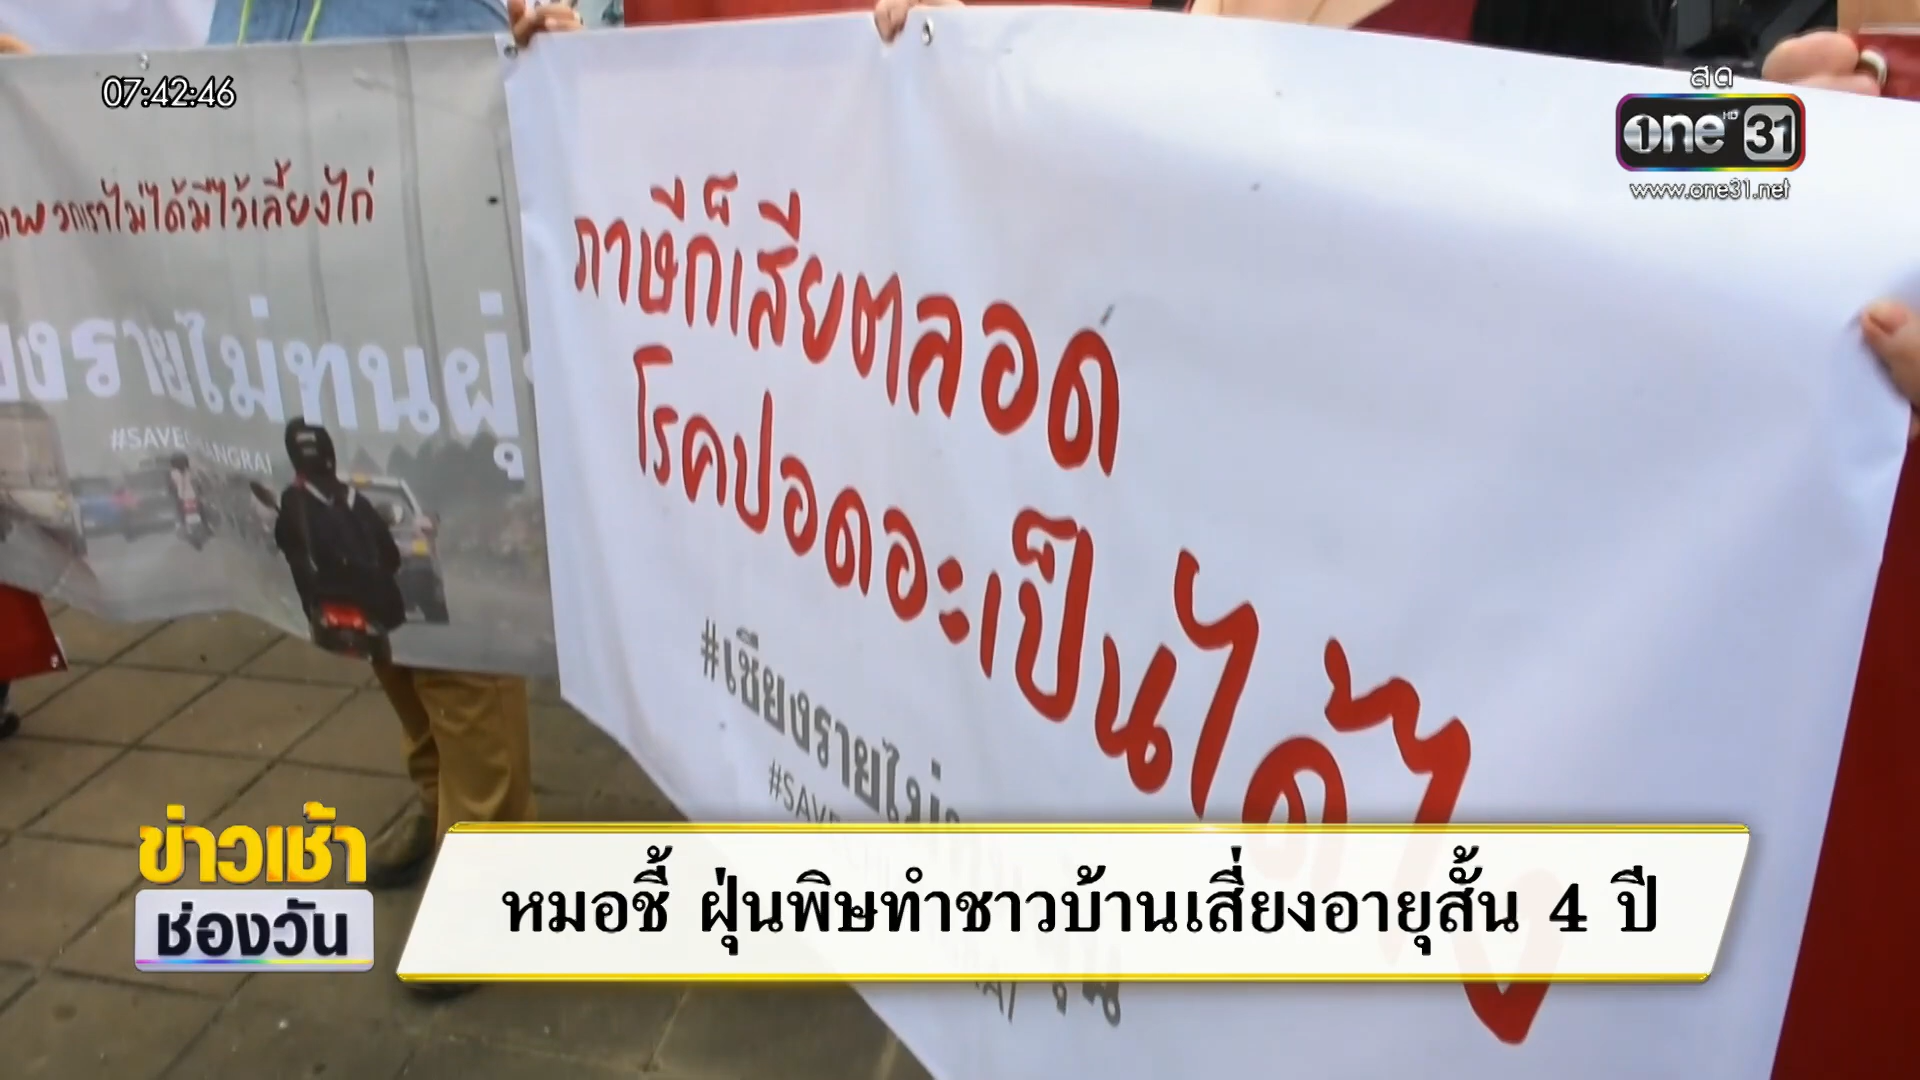 07:42:46
สด
one HD 31
www.one31.net
พวกเราไม่ได้มีไว้เลี้ยงไก่
ภาษีก็เสียตลอด
โรคปอดอะเป็นได้ไง
#SAVECHIANGRAI
#เชียงรายไม่
#SAVE
ข่าวเช้า
ช่องวัน
หมอชี้ ฝุ่นพิษทำชาวบ้านเสี่ยงอายุสั้น 4 ปี